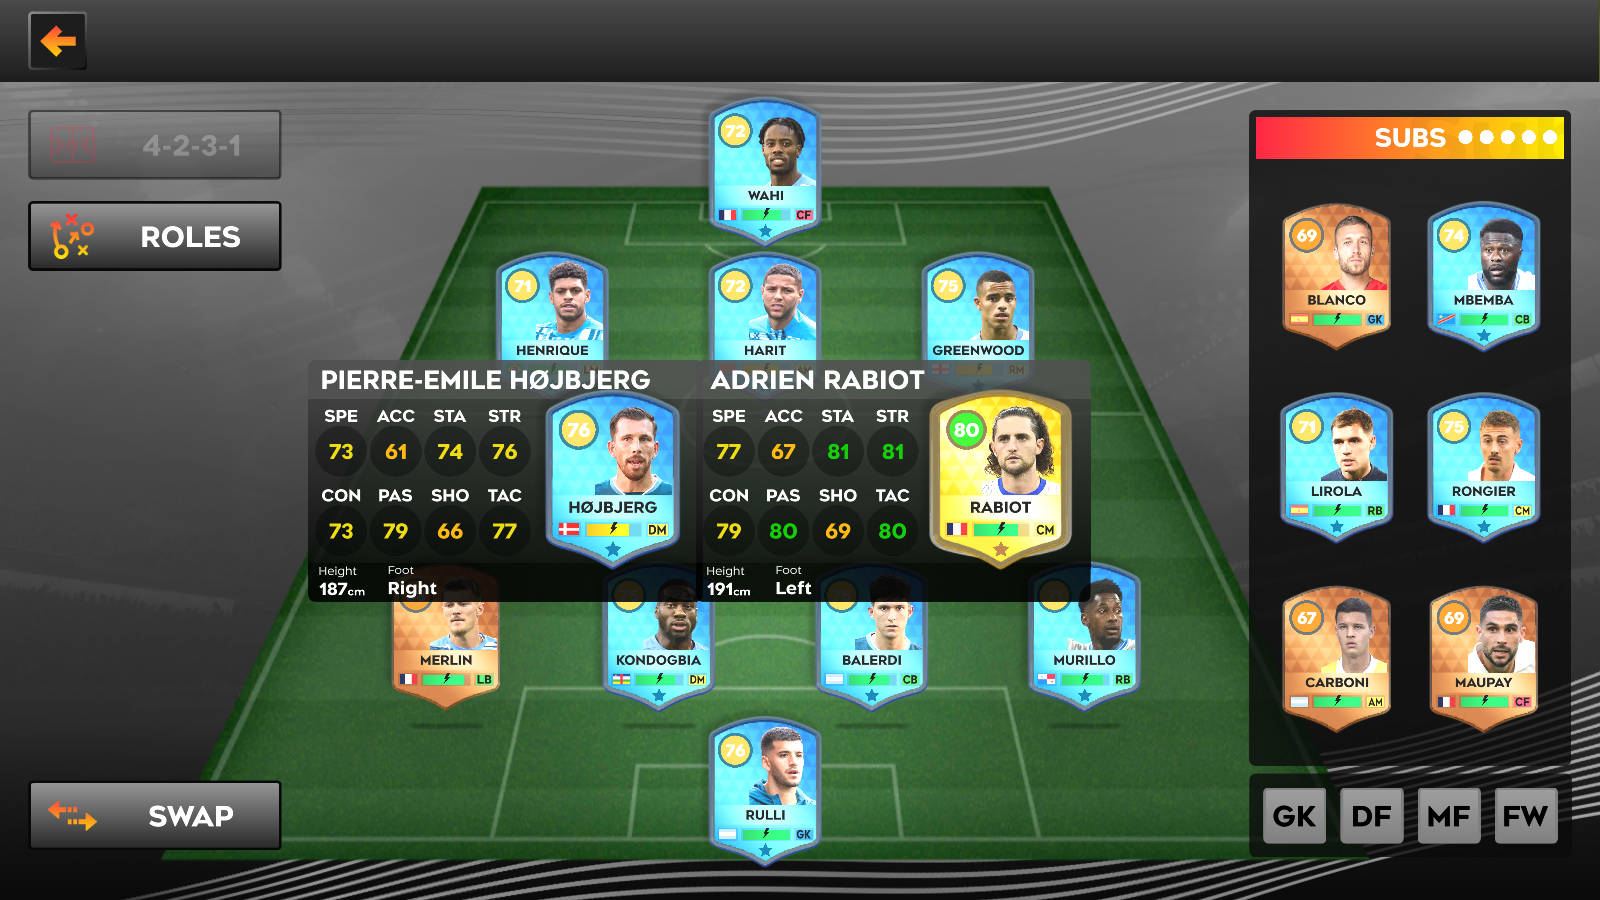 4-2-3-1
ROLES
72
WAHI
CF
71
HENRIQUE
72
HARIT
75
GREENWOOD
RM
PIERRE-EMILE HØJBJERG
SPE ACC STA STR
73 61 74 76
CON PAS SHO TAC
73 79 66 77
Height Foot
187cm Right
76
HØJBJERG
DM
ADRIEN RABIOT
SPE ACC STA STR
77 67 81 81
CON PAS SHO TAC
79 80 69 80
Height Foot
191cm Left
80
RABIOT
CM
MERLIN
LB
KONDOGBIA
DM
BALERDI
CB
MURILLO
RB
76
RULLI
GK
SWAP
SUBS
69
BLANCO
GK
74
MBEMBA
CB
71
LIROLA
RB
75
RONGIER
CM
67
CARBONI
AM
69
MAUPAY
CF
GK DF MF FW